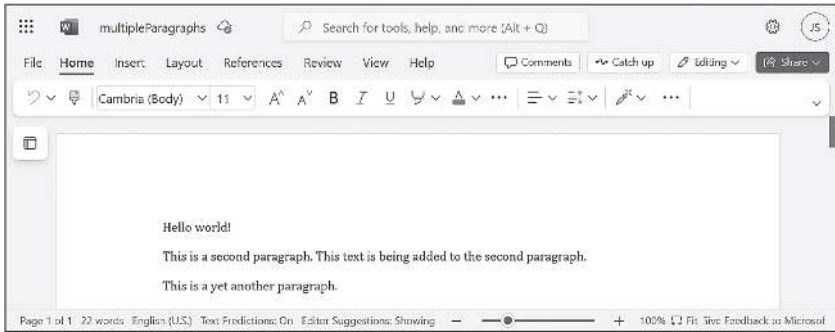 multipleParagraphs Search for tools, help, and more (Alt + Q) JS
File Home Insert Layout References Review View Help Comments Catch up Editing Share
Cambria (Body) 11 A A B I U A
Hello world!
This is a second paragraph. This text is being added to the second paragraph.
This is a yet another paragraph.
Page 1 of 1 22 words English (U.S.) Text Predictions: On Editor Suggestions: Showing 100% Fit Give Feedback to Microsof